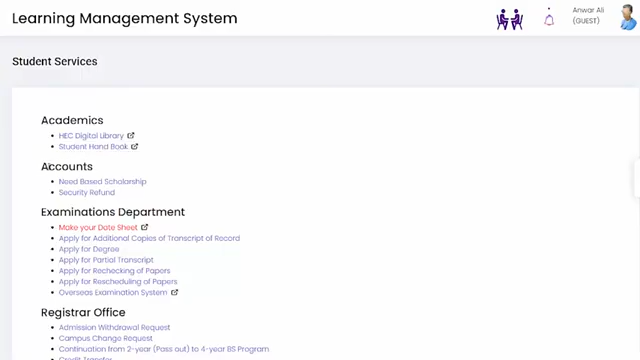 Learning Management System
Anwar Ali
(GUEST)
Student Services
Academics
HEC Digital Library
Student Hand Book
Accounts
Need Based Scholarship
Security Refund
Examinations Department
Make your Date Sheet
Apply for Additional Copies of Transcript of Record
Apply for Degree
Apply for Partial Transcript
Apply for Rechecking of Papers
Apply for Rescheduling of Papers
Overseas Examination System
Registrar Office
Admission Withdrawal Request
Campus Change Request
Continuation from 2-year (Pass out) to 4-year BS Program
Credit Transfer